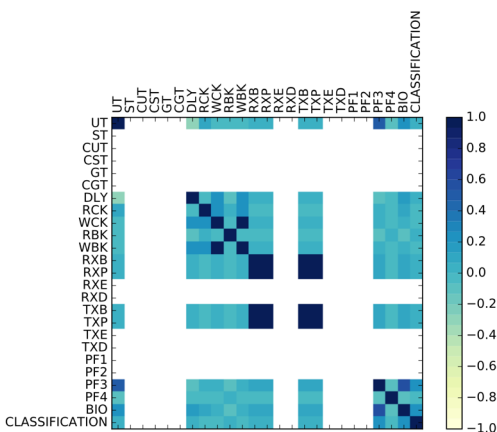 UT ST CUT CST GT CGT DLY RCK WCK RBK WBK RXB RXP RXE RXD TXB TXP TXE TXD PF1 PF2 PF3 PF4 BIO CLASSIFICATION
UT
ST
CUT
CST
GT
CGT
DLY
RCK
WCK
RBK
WBK
RXB
RXP
RXE
RXD
TXB
TXP
TXE
TXD
PF1
PF2
PF3
PF4
BIO
CLASSIFICATION
1.0
0.8
0.6
0.4
0.2
0.0
−0.2
−0.4
−0.6
−0.8
−1.0